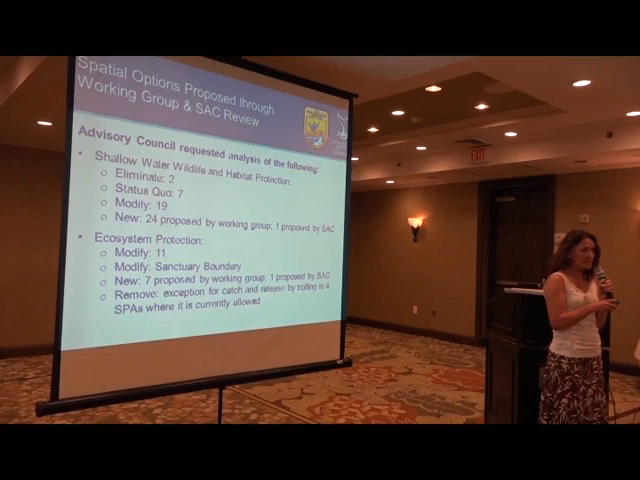 Spatial Options Proposed through
Working Group & SAC Review
Advisory Council requested analysis of the following:
• Shallow Water Wildlife and Habitat Protection:
o Eliminate: 2
o Status Quo: 7
o Modify: 19
o New: 24 proposed by working group; 1 proposed by SAC
• Ecosystem Protection:
o Modify: 11
o Modify: Sanctuary Boundary
o New: 7 proposed by working group; 1 proposed by SAC
o Remove: exception for catch and release by trolling in 4
SPAs where it is currently allowed
EXIT